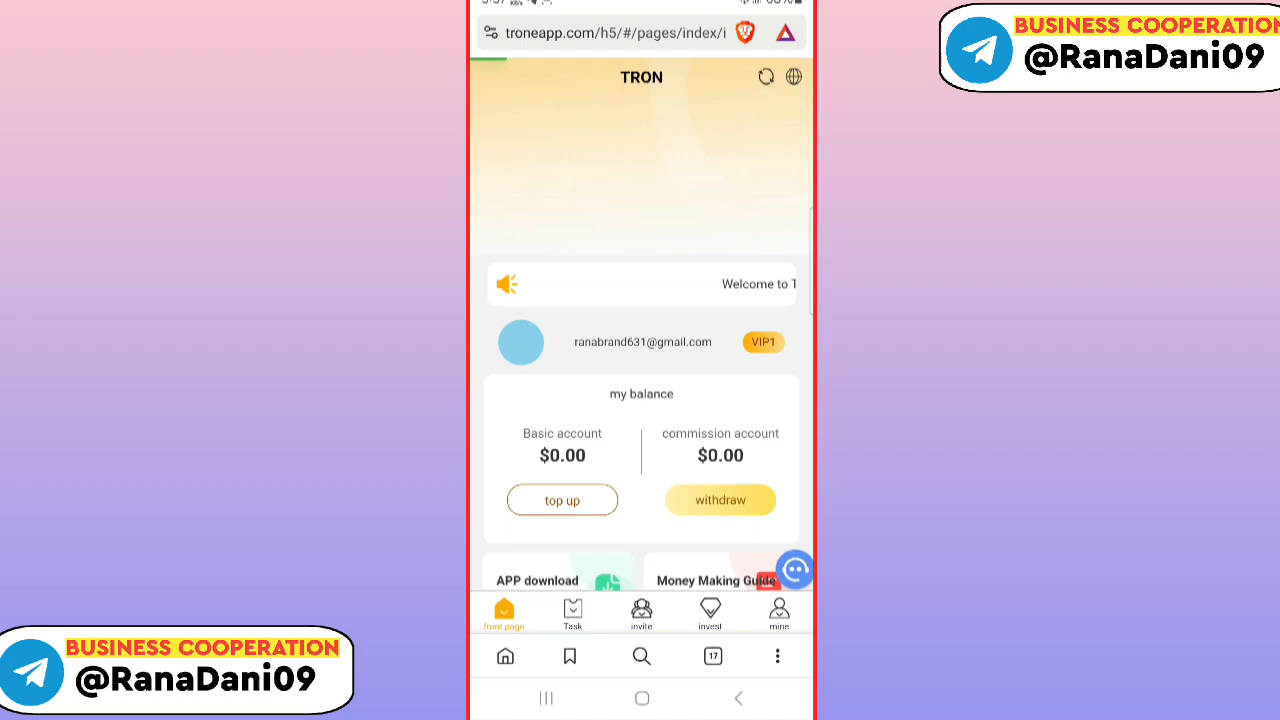 BUSINESS COOPERATION
@RanaDani09
troneapp.com/h5/#/pages/index/i
TRON
Welcome to T
ranabrand631@gmail.com
VIP1
my balance
Basic account
commission account
$0.00
$0.00
top up
withdraw
APP download
Money Making Guide
front page
Task
invite
invest
mine
17
BUSINESS COOPERATION
@RanaDani09